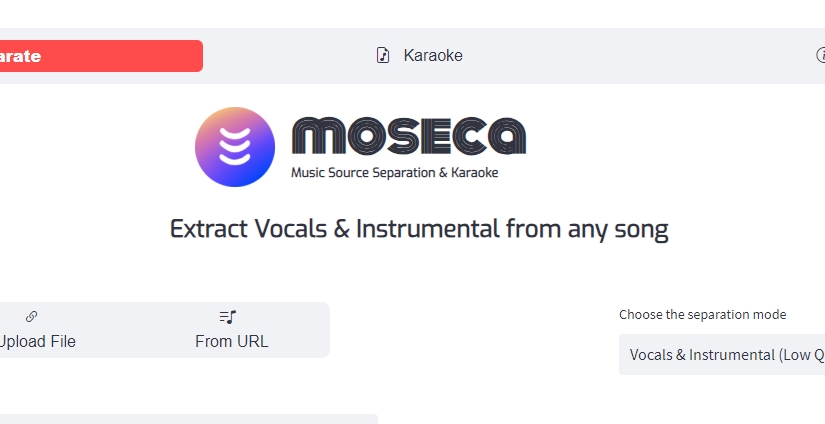 arate
Karaoke
moseca
Music Source Separation & Karaoke
Extract Vocals & Instrumental from any song
Upload File
From URL
Choose the separation mode
Vocals & Instrumental (Low Q